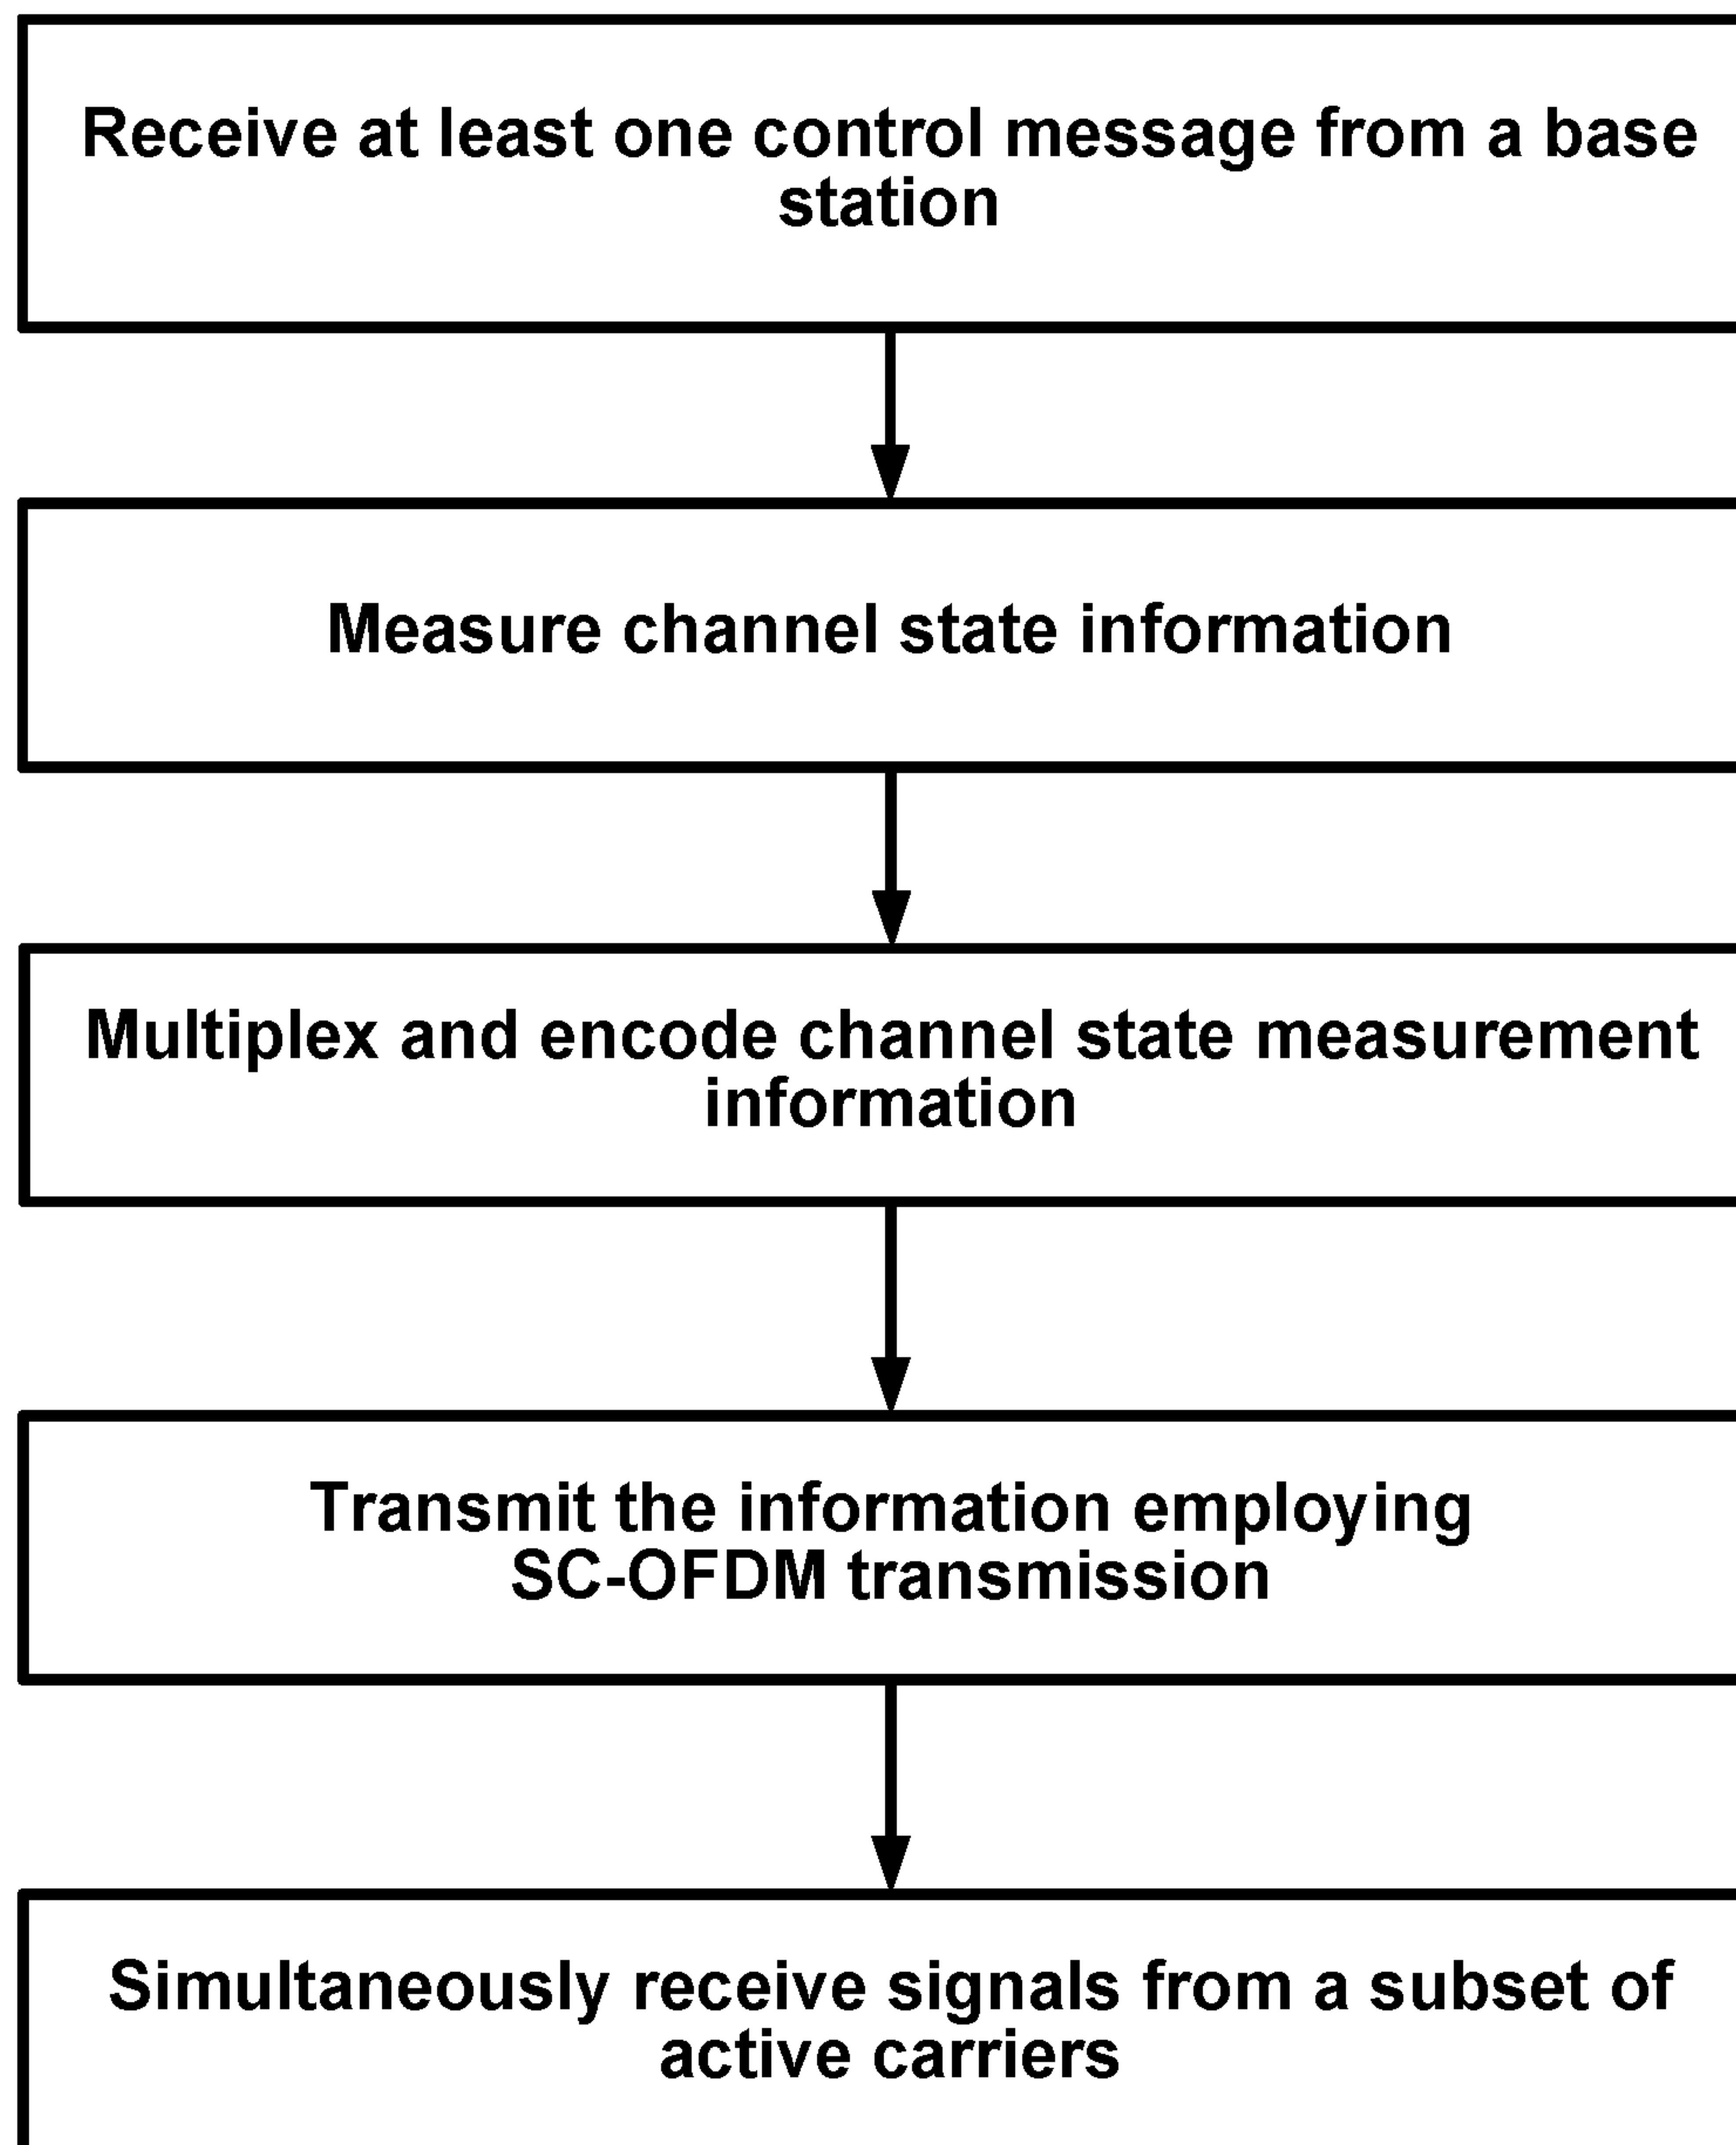 Receive at least one control message from a base
station
Measure channel state information
Multiplex and encode channel state measurement
information
Transmit the information employing
SC-OFDM transmission
Simultaneously receive signals from a subset of
active carriers